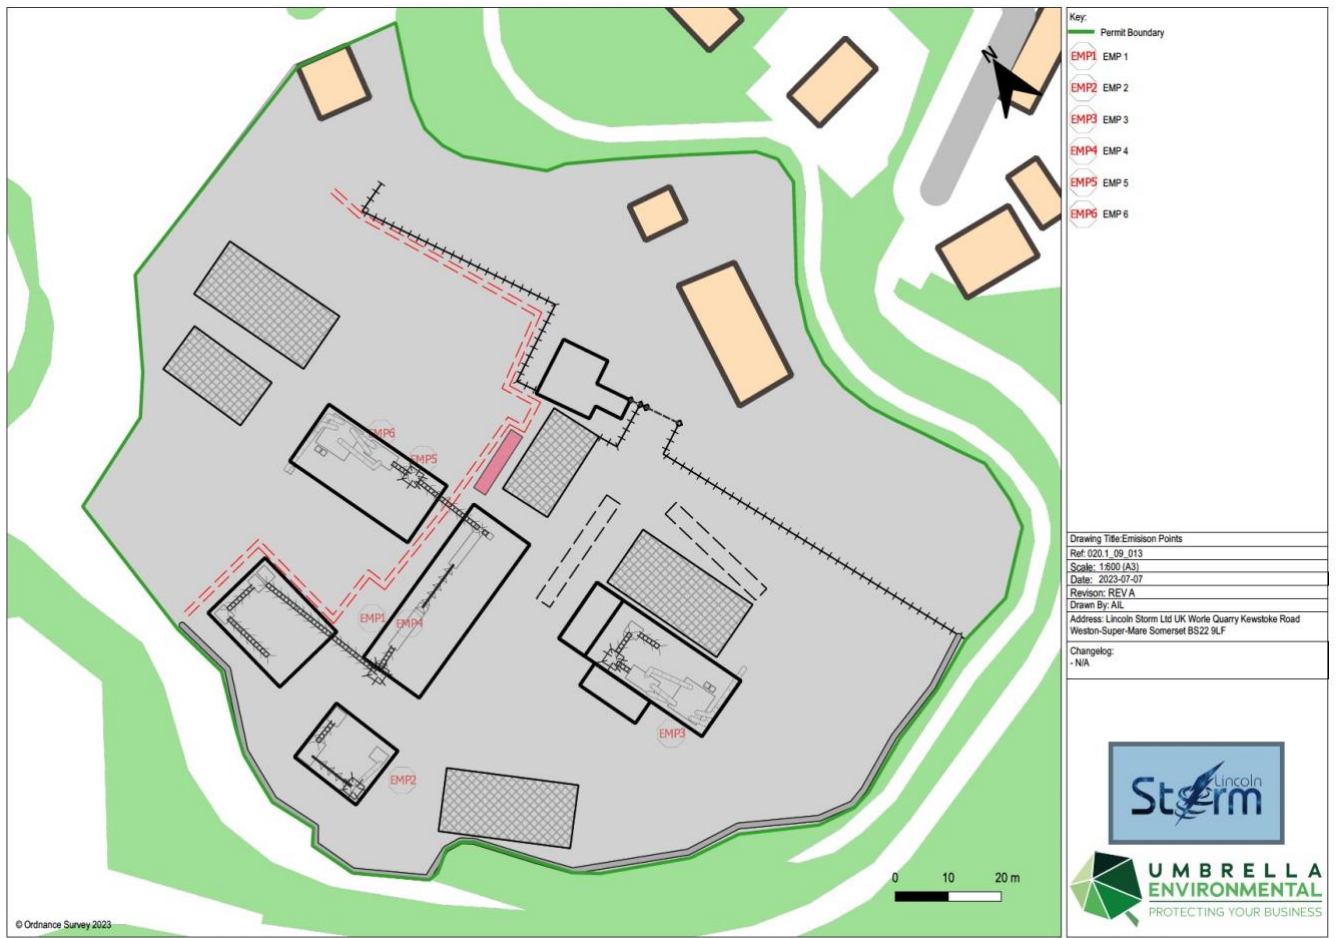 Key:
Permit Boundary
EMP1 EMP 1
EMP2 EMP 2
EMP3 EMP 3
EMP4 EMP 4
EMP5 EMP 5
EMP6 EMP 6
N
EMP6
EMP5
EMP1
EMP4
EMP3
EMP2
0 10 20 m
© Ordnance Survey 2023
Drawing Title:Emisison Points
Ref: 020.1_09_013
Scale: 1:600 (A3)
Date: 2023-07-07
Revison: REV A
Drawn By: AIL
Address: Lincoln Storm Ltd UK Worle Quarry Kewstoke Road
Weston-Super-Mare Somerset BS22 9LF
Changelog:
- N/A
Lincoln
Storm
UMBRELLA
ENVIRONMENTAL
PROTECTING YOUR BUSINESS